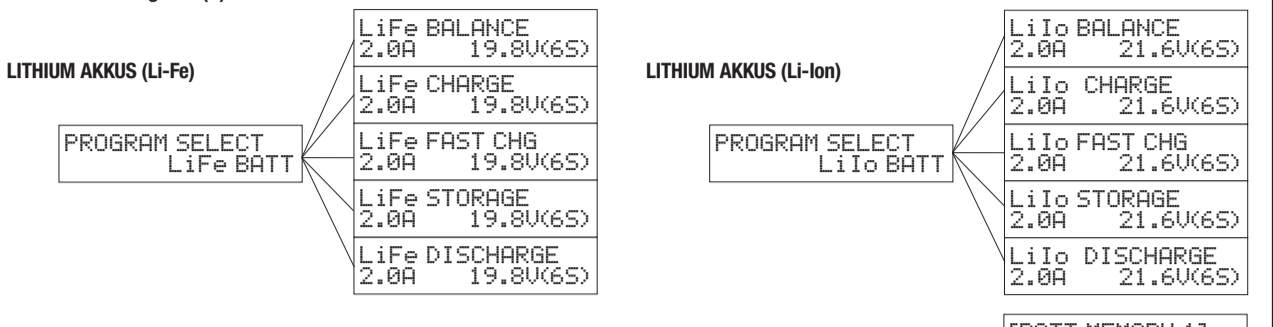 LITHIUM AKKUS (Li-Fe)
PROGRAM SELECT
LiFe BATT
LiFe BALANCE
2.0A 19.8V(6S)
LiFe CHARGE
2.0A 19.8V(6S)
LiFe FAST CHG
2.0A 19.8V(6S)
LiFe STORAGE
2.0A 19.8V(6S)
LiFe DISCHARGE
2.0A 19.8V(6S)
LITHIUM AKKUS (Li-Ion)
PROGRAM SELECT
LiIo BATT
LiIo BALANCE
2.0A 21.6V(6S)
LiIo CHARGE
2.0A 21.6V(6S)
LiIo FAST CHG
2.0A 21.6V(6S)
LiIo STORAGE
2.0A 21.6V(6S)
LiIo DISCHARGE
2.0A 21.6V(6S)